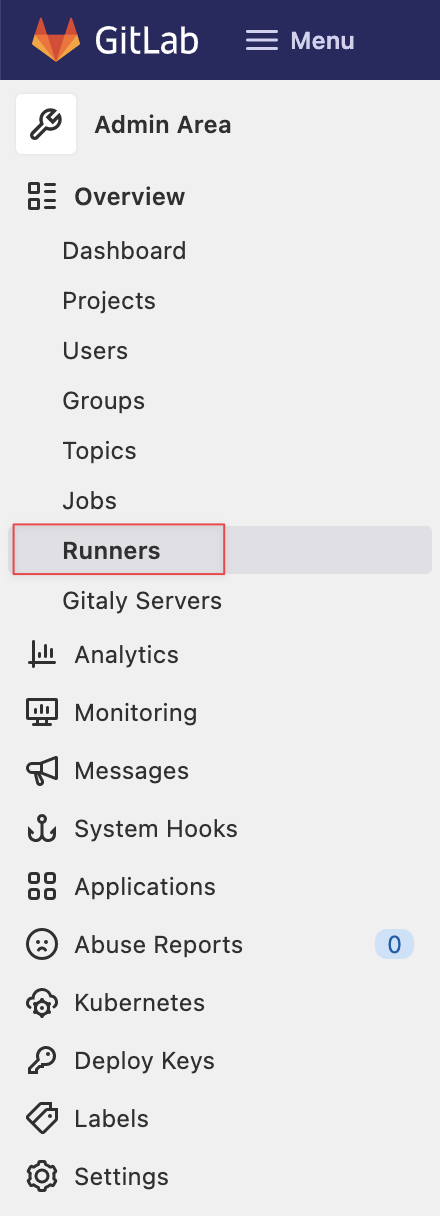 GitLab Menu
Admin Area
Overview
Dashboard
Projects
Users
Groups
Topics
Jobs
Runners
Gitaly Servers
Analytics
Monitoring
Messages
System Hooks
Applications
Abuse Reports 0
Kubernetes
Deploy Keys
Labels
Settings